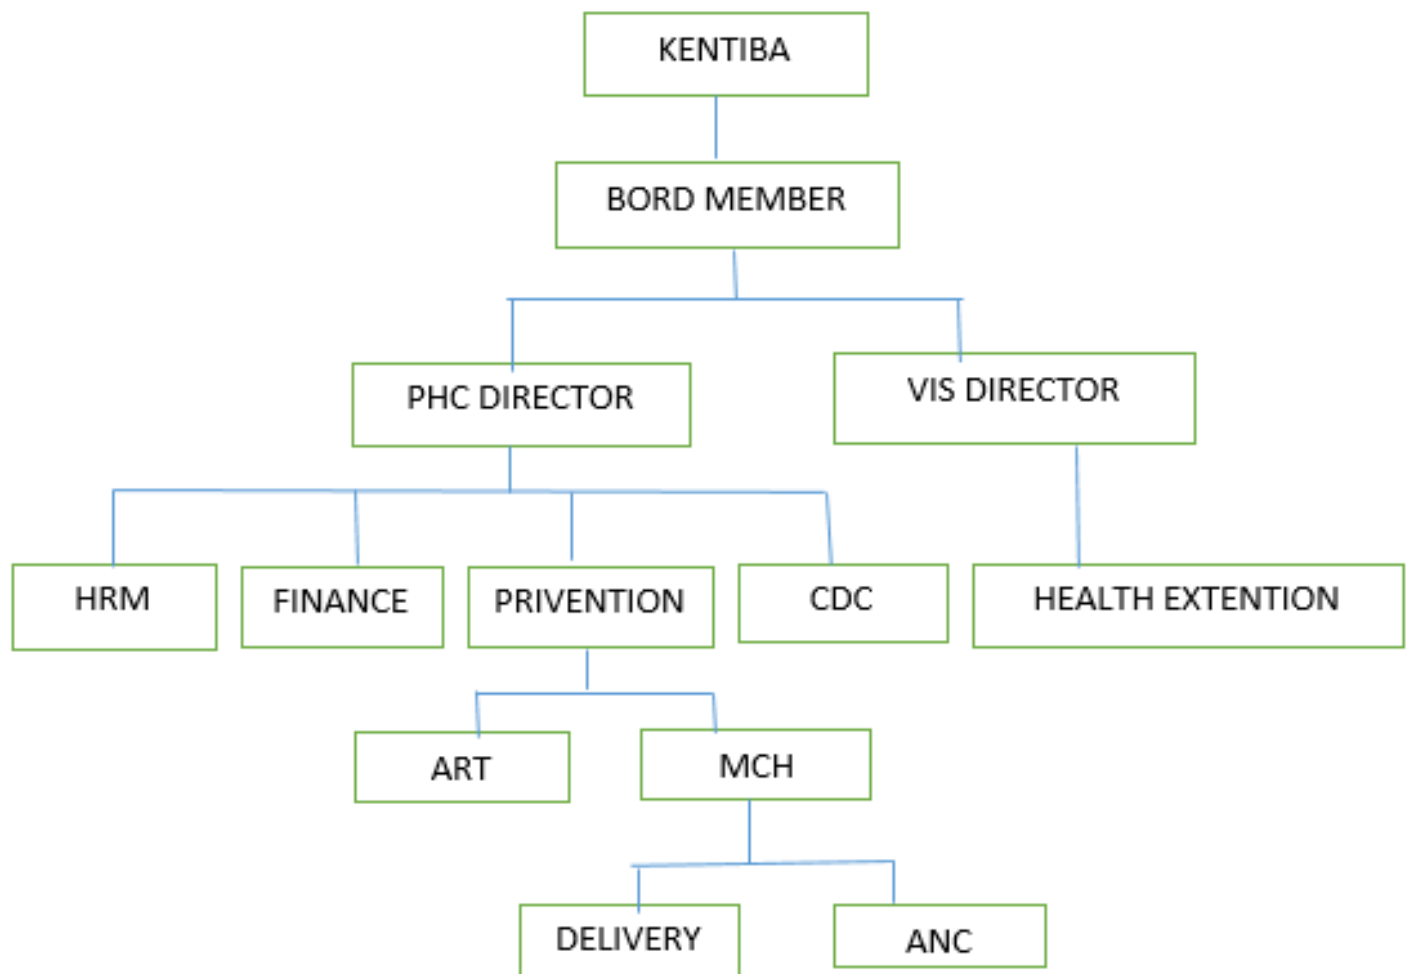 KENTIBA
BORD MEMBER
PHC DIRECTOR
VIS DIRECTOR
HRM
FINANCE
PRIVENTION
CDC
HEALTH EXTENTION
ART
MCH
DELIVERY
ANC